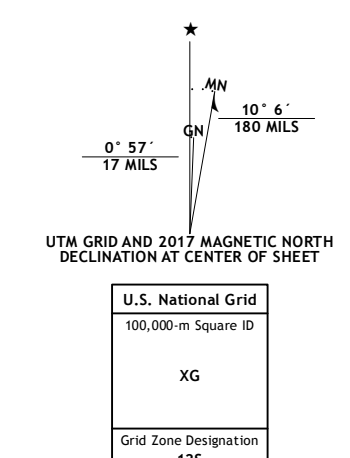 ★
MN
GN
10° 6´
180 MILS
0° 57´
17 MILS
UTM GRID AND 2017 MAGNETIC NORTH
DECLINATION AT CENTER OF SHEET
U.S. National Grid
100,000-m Square ID
XG
Grid Zone Designation